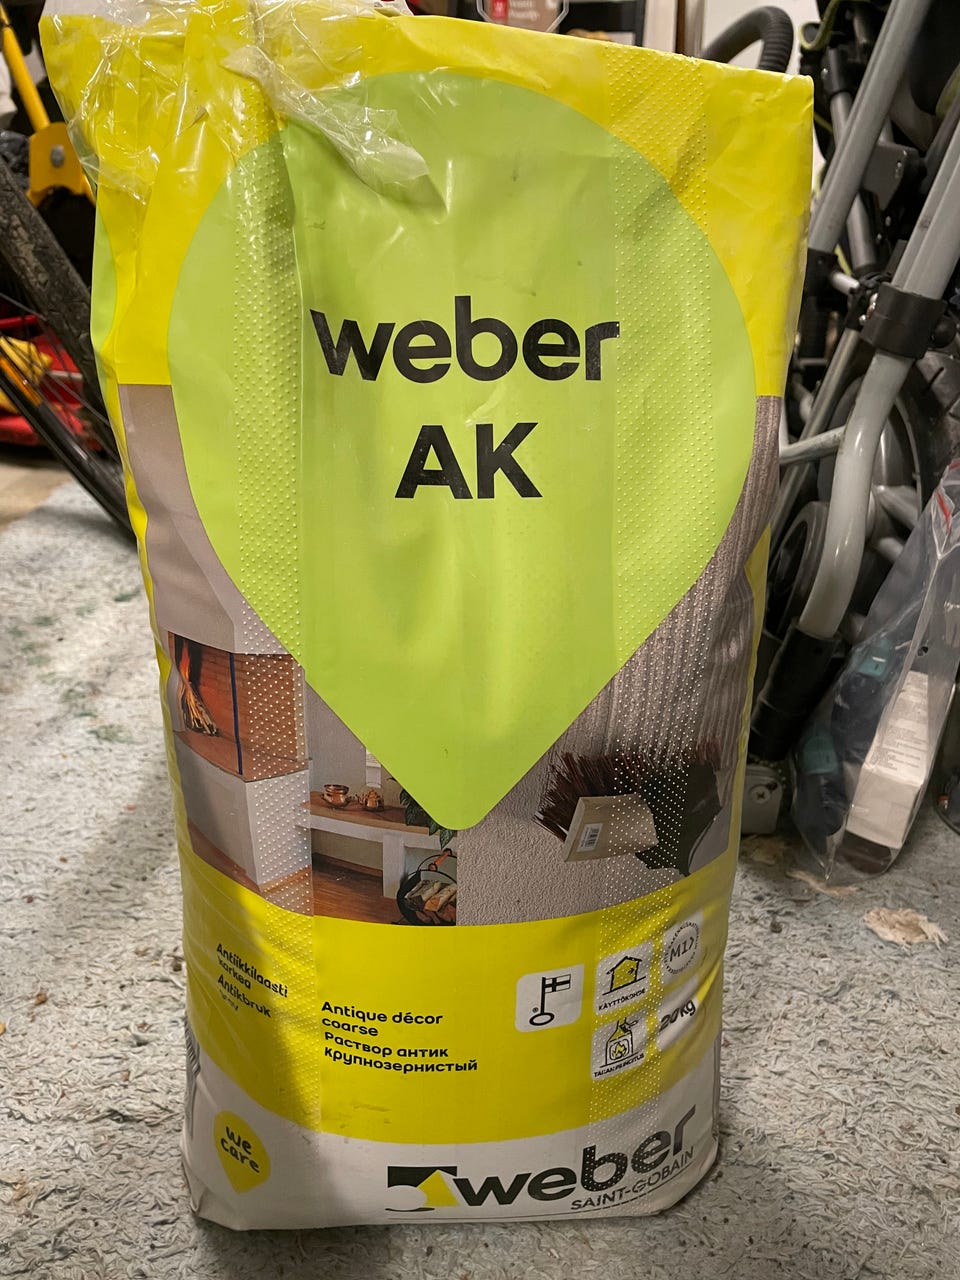 weber
AK
Antiikkilaasti
karkea
Antikbruk
Antique décor
coarse
Раствор антик
крупнозернистый
KÄYTTÖKOHDE
M1
20 kg
we
care
weber
SAINT-GOBAIN